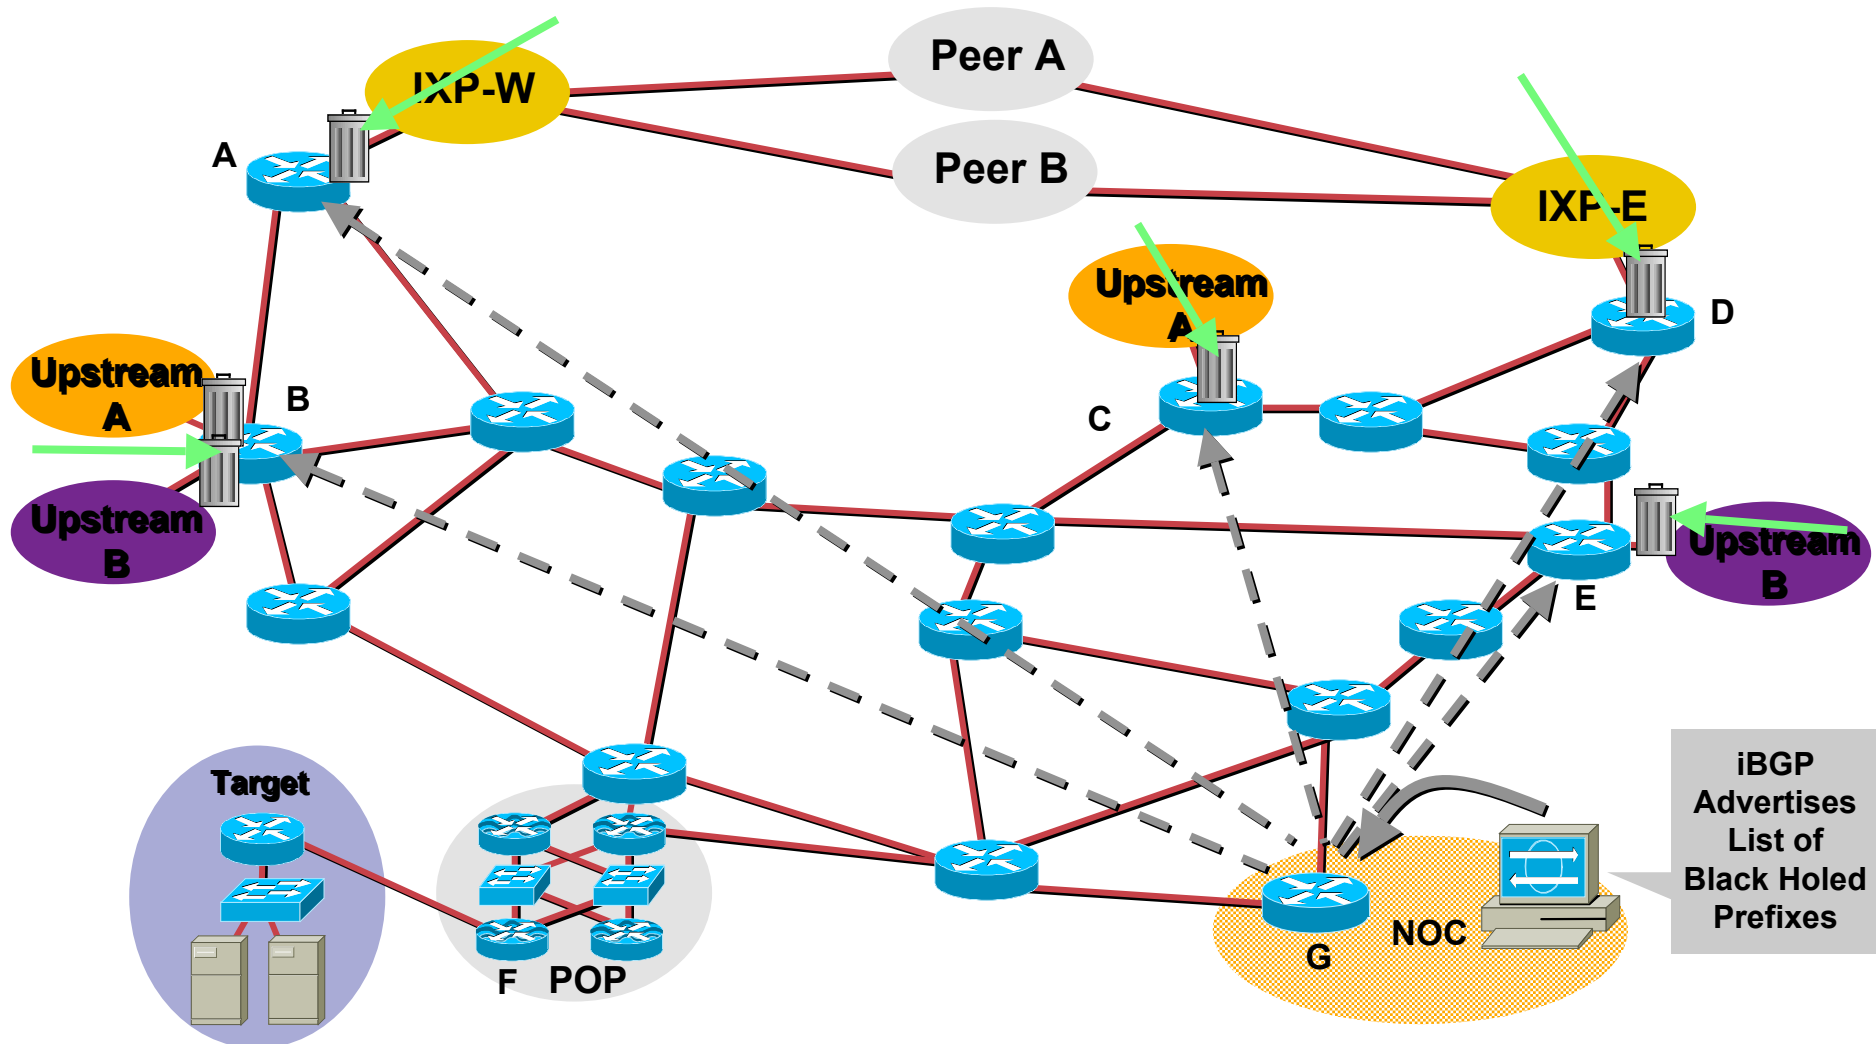 Peer A
IXP-W
A
Peer B
IXP-E
Upstream
A
D
Upstream
A
B
C
Upstream
B
Upstream
B
E
Target
iBGP
Advertises
List of
Black Holed
Prefixes
NOC
G
F
POP